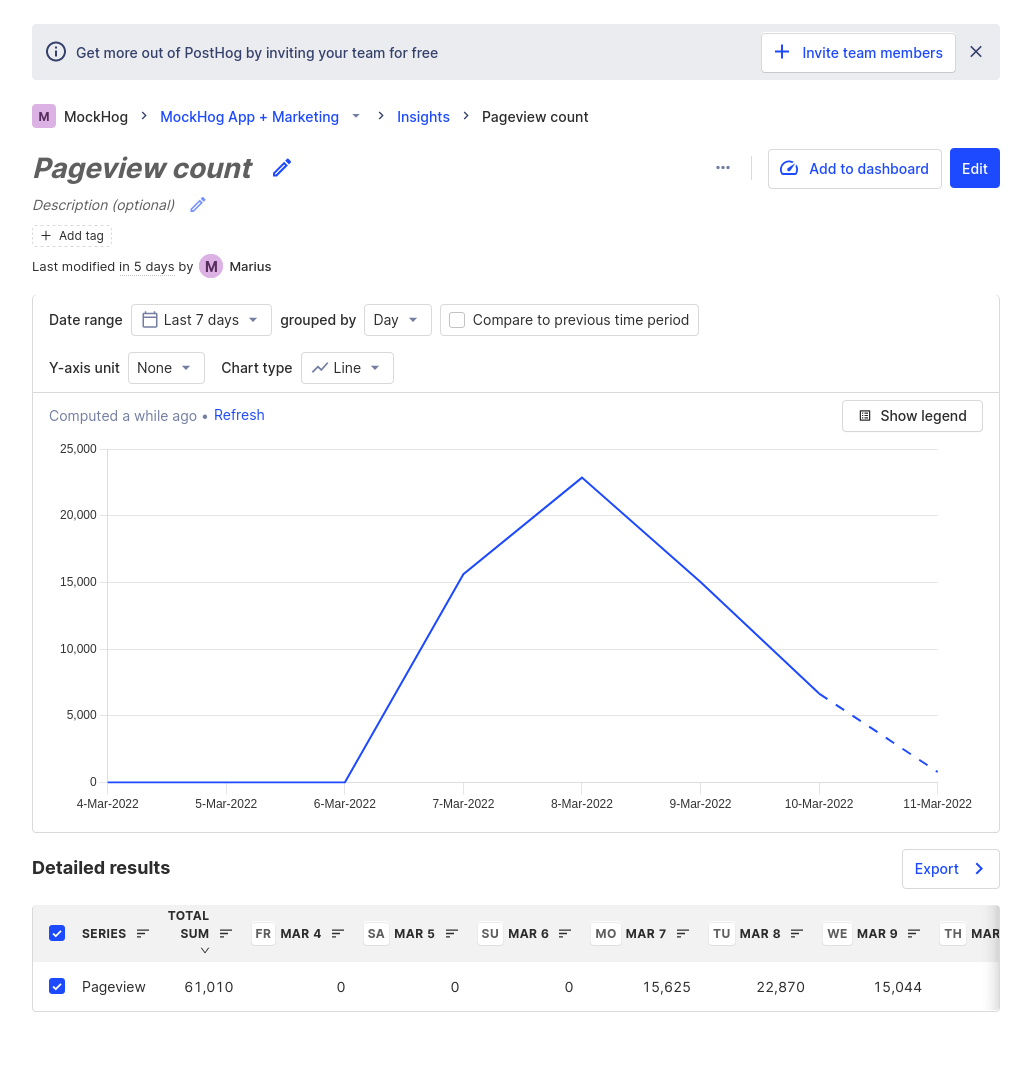 Get more out of PostHog by inviting your team for free
Invite team members
M MockHog MockHog App + Marketing Insights Pageview count
Pageview count
Add to dashboard
Edit
Description (optional)
Add tag
Last modified in 5 days by M Marius
Date range Last 7 days grouped by Day Compare to previous time period
Y-axis unit None Chart type Line
Computed a while ago • Refresh
Show legend
25,000
20,000
15,000
10,000
5,000
0
4-Mar-2022 5-Mar-2022 6-Mar-2022 7-Mar-2022 8-Mar-2022 9-Mar-2022 10-Mar-2022 11-Mar-2022
Detailed results
Export
SERIES TOTAL SUM FR MAR 4 SA MAR 5 SU MAR 6 MO MAR 7 TU MAR 8 WE MAR 9 TH MAR
Pageview 61,010 0 0 0 15,625 22,870 15,044